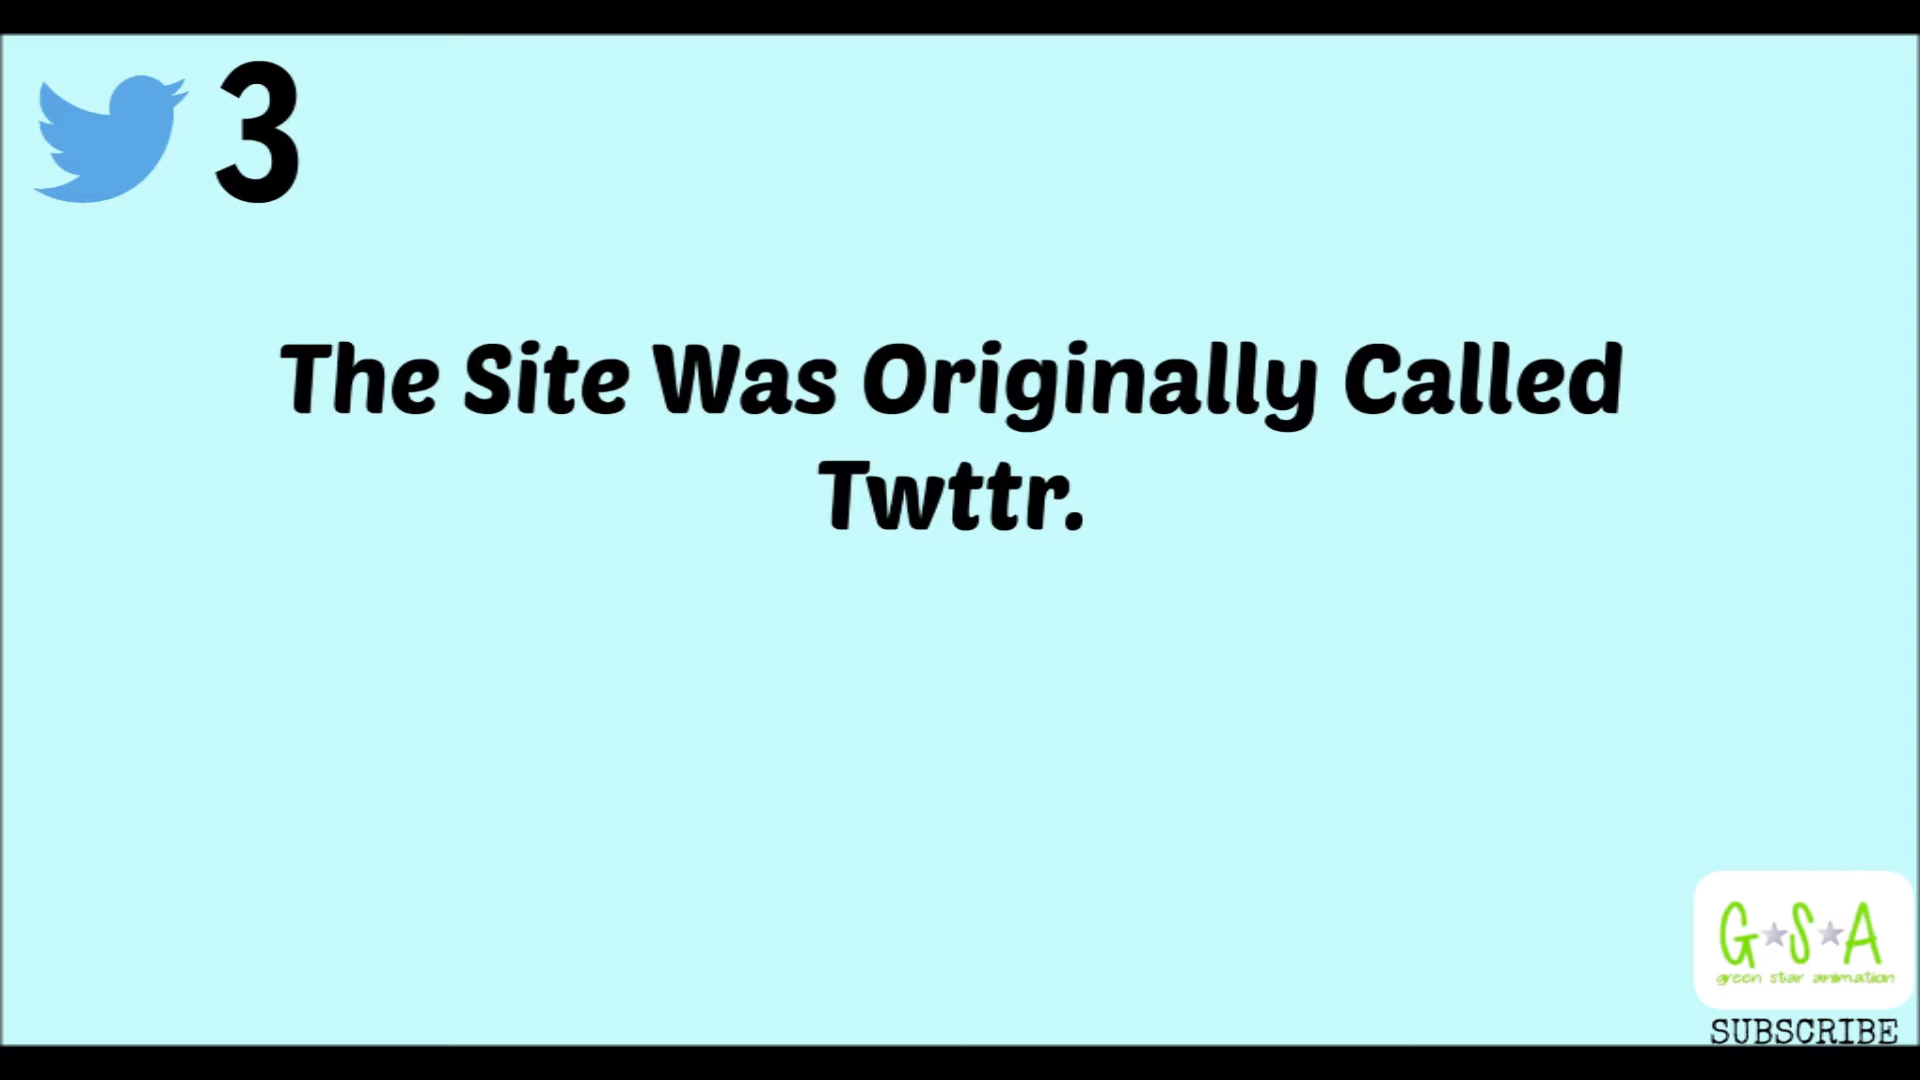 3
The Site Was Originally Called
Twttr.
G★S★A
green star animation
SUBSCRIBE